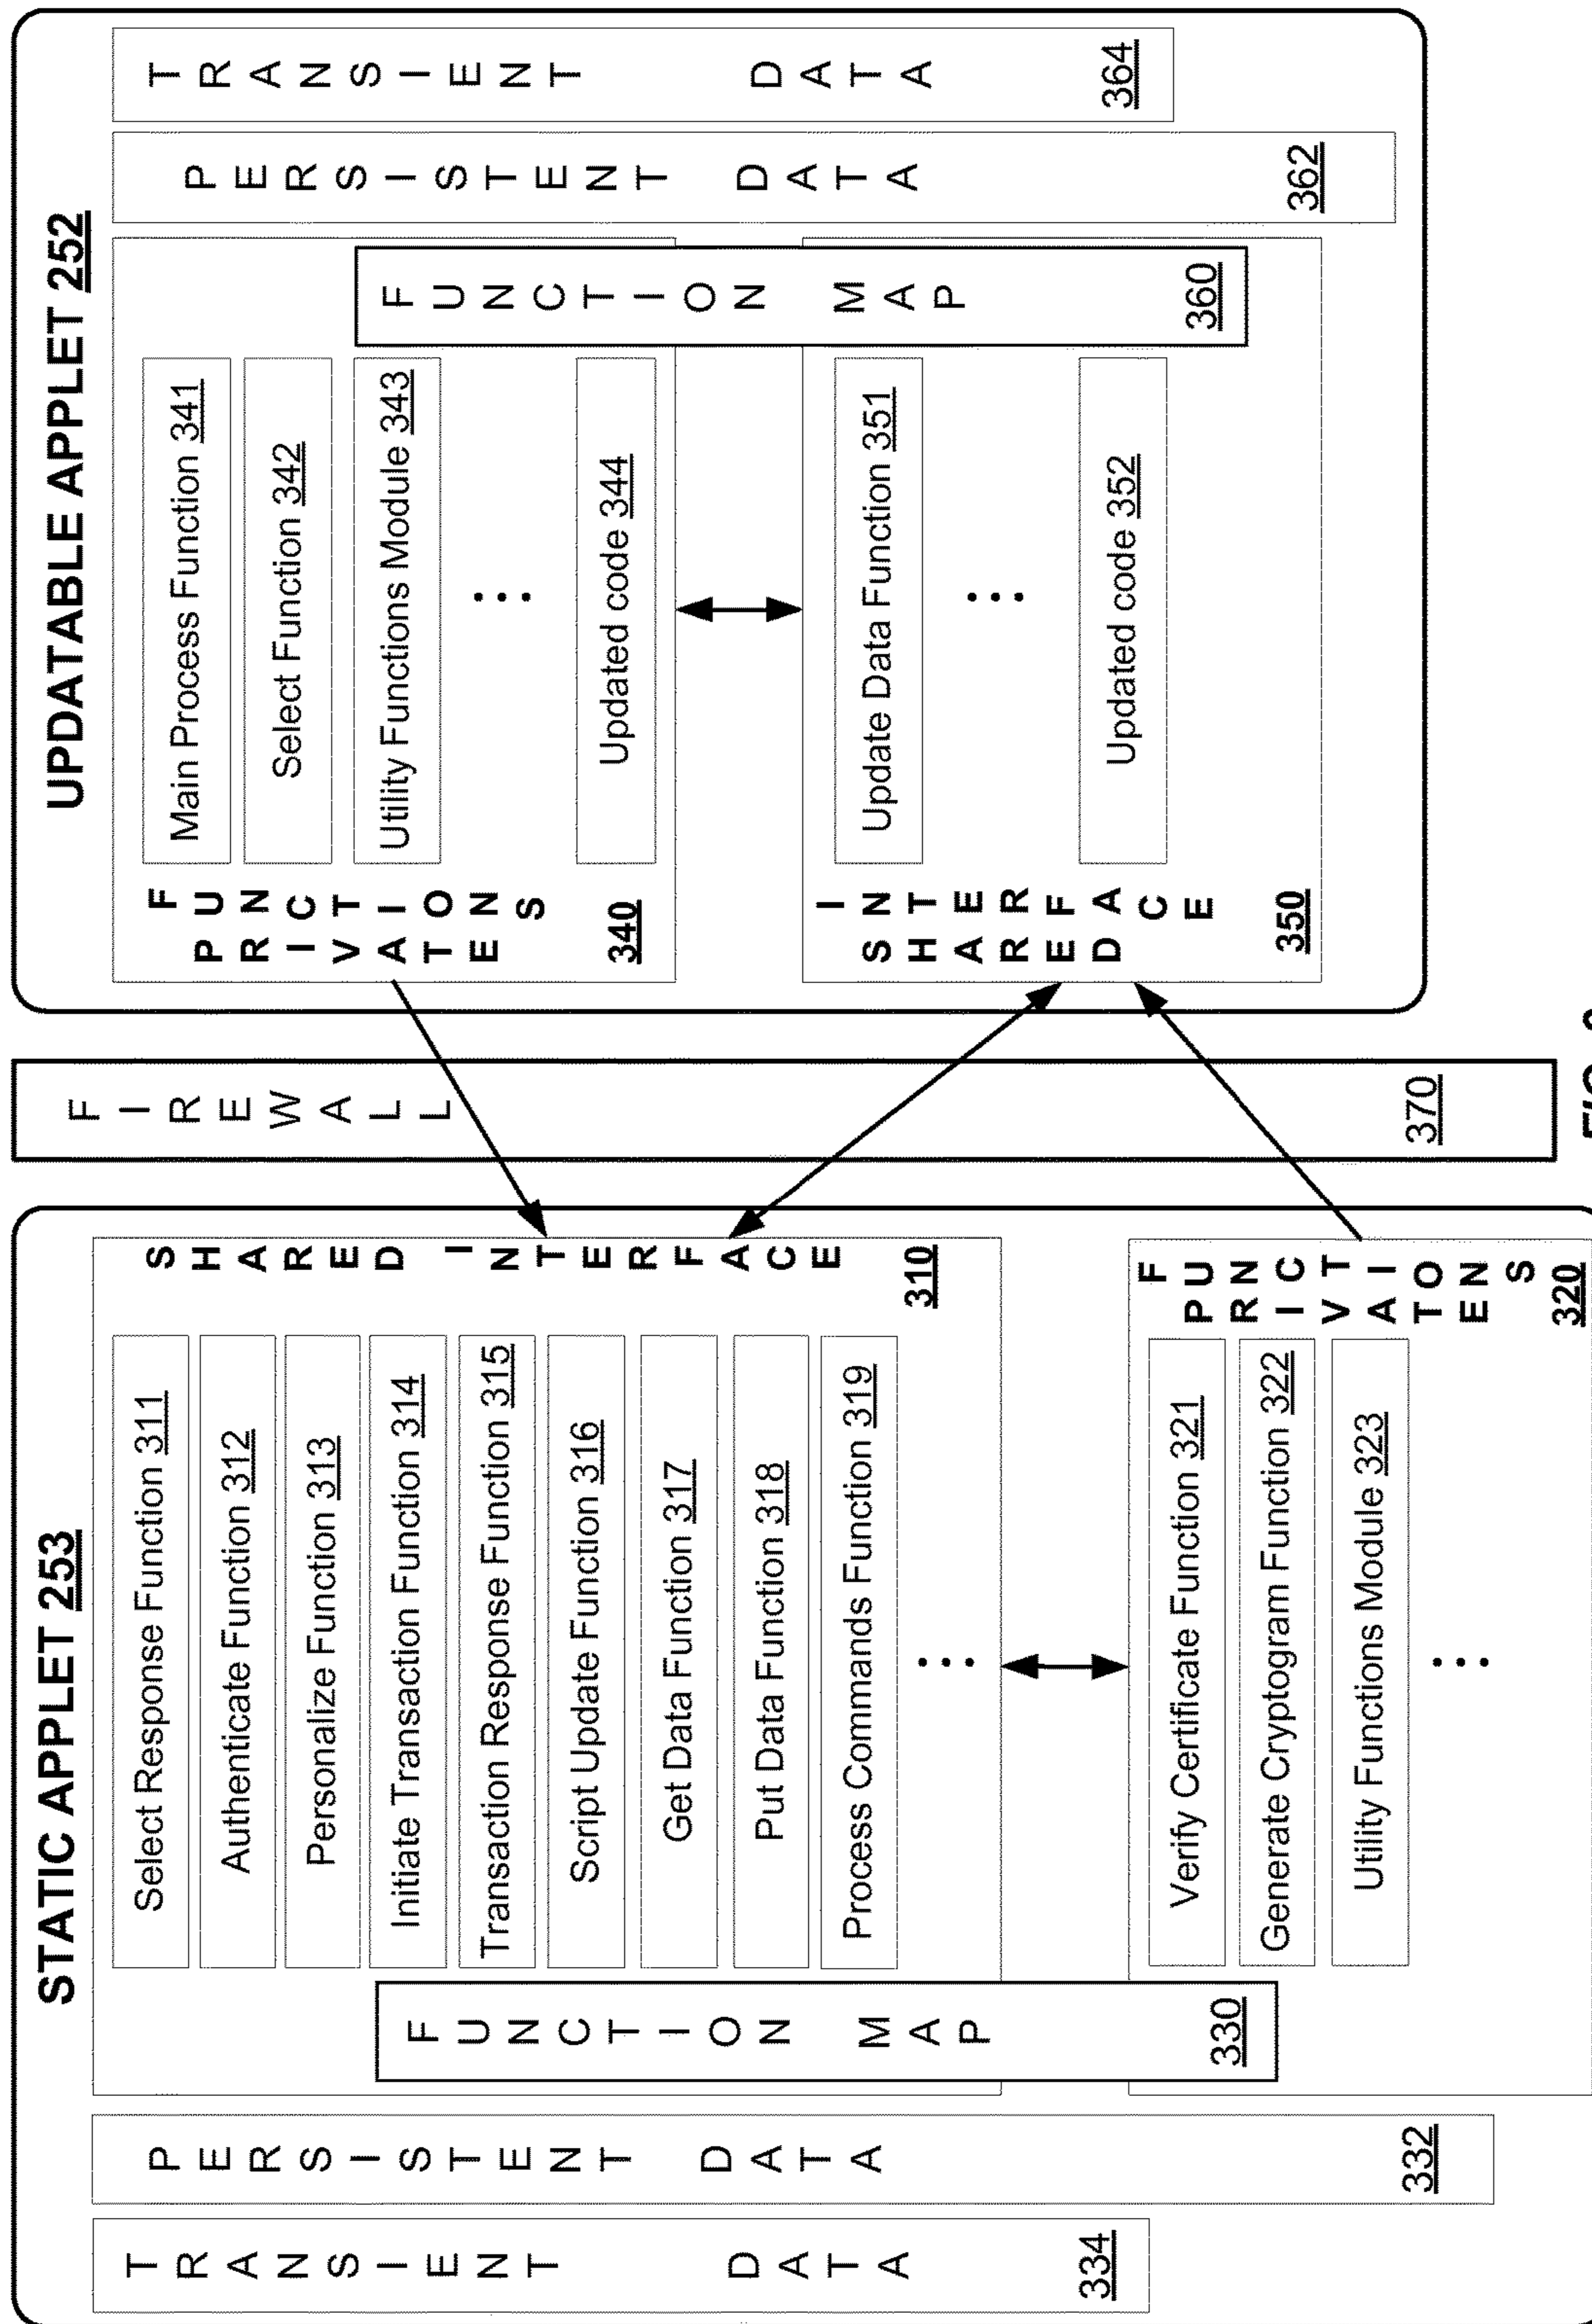 STATIC APPLET 253
TRANSIENT DATA
334
PERSISTENT DATA
332
FUNCTION MAP
330
Select Response Function 311
Authenticate Function 312
Personalize Function 313
Initiate Transaction Function 314
Transaction Response Function 315
Script Update Function 316
Get Data Function 317
Put Data Function 318
Process Commands Function 319
...
SHARED INTERFACE
310
Verify Certificate Function 321
Generate Cryptogram Function 322
Utility Functions Module 323
...
PRIVATE
FUNCTIONS
320
FIREWALL
370
UPDATABLE APPLET 252
PRIVATE
FUNCTIONS
340
Main Process Function 341
Select Function 342
Utility Functions Module 343
...
Updated code 344
SHARED
INTERFACE
350
Update Data Function 351
...
Updated code 352
FUNCTION MAP
360
PERSISTENT DATA
362
TRANSIENT DATA
364
FIG.